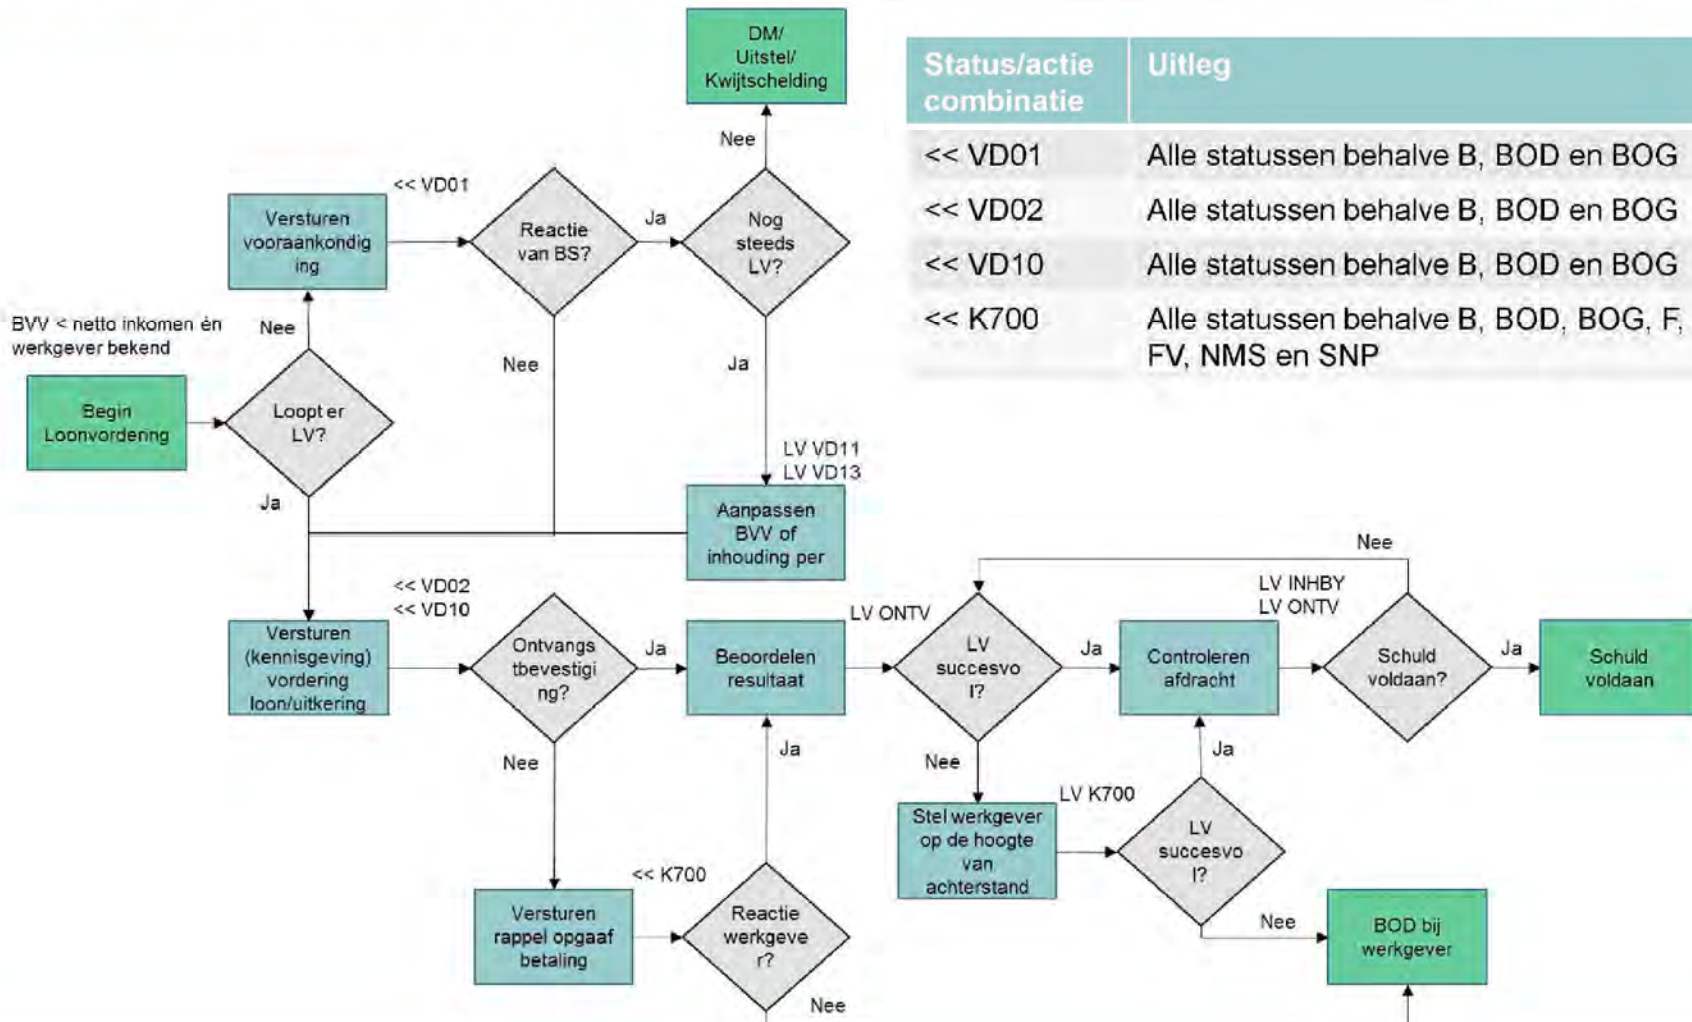 DM/
Uitstel/
Kwijtschelding
Status/actie
combinatie
Uitleg
<< VD01
Alle statussen behalve B, BOD en BOG
<< VD02
Alle statussen behalve B, BOD en BOG
<< VD10
Alle statussen behalve B, BOD en BOG
<< K700
Alle statussen behalve B, BOD, BOG, F,
FV, NMS en SNP
Nee
<< VD01
Versturen
vooraankondig
ing
Reactie
van BS?
Ja
Nog
steeds
LV?
BVV < netto inkomen én
werkgever bekend
Nee
Nee
Ja
Begin
Loonvordering
Loopt er
LV?
Ja
LV VD11
LV VD13
Aanpassen
BVV of
inhouding per
Nee
<< VD02
<< VD10
LV INHBY
LV ONTV
LV ONTV
Versturen
(kennisgeving)
vordering
loon/uitkering
Ontvangs
tbevestigi
ng?
Ja
Beoordelen
resultaat
LV
succesvo
l?
Ja
Controleren
afdracht
Schuld
voldaan?
Ja
Schuld
voldaan
Nee
Ja
Nee
Ja
LV K700
Stel werkgever
op de hoogte
van
achterstand
LV
succesvo
l?
<< K700
Versturen
rappel opgaaf
betaling
Reactie
werkgeve
r?
Nee
BOD bij
werkgever
Nee